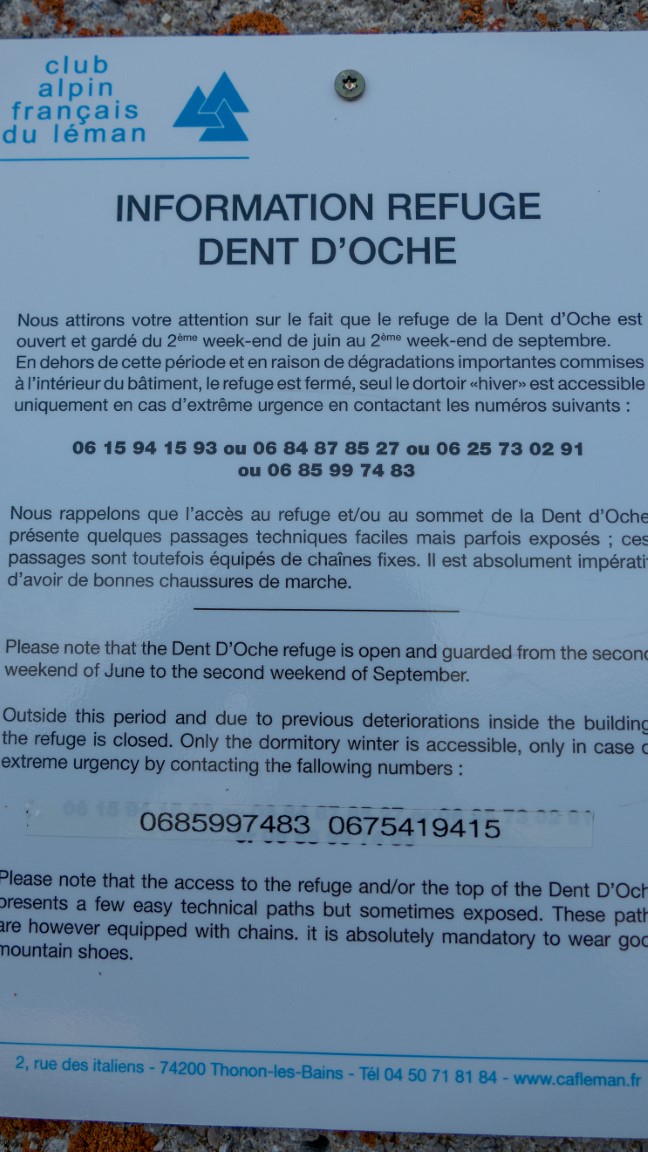 club
alpin
français
du léman
INFORMATION REFUGE
DENT D'OCHE
Nous attirons votre attention sur le fait que le refuge de la Dent d'Oche est
ouvert et gardé du 2ème week-end de juin au 2ème week-end de septembre.
En dehors de cette période et en raison de dégradations importantes commises
à l'intérieur du bâtiment, le refuge est fermé, seul le dortoir «hiver» est accessible
uniquement en cas d'extrême urgence en contactant les numéros suivants :
06 15 94 15 93 ou 06 84 87 85 27 ou 06 25 73 02 91
ou 06 85 99 74 83
Nous rappelons que l'accès au refuge et/ou au sommet de la Dent d'Oche
présente quelques passages techniques faciles mais parfois exposés ; ces
passages sont toutefois équipés de chaînes fixes. Il est absolument impérati
d'avoir de bonnes chaussures de marche.
Please note that the Dent D'Oche refuge is open and guarded from the second
weekend of June to the second weekend of September.
Outside this period and due to previous deteriorations inside the building
the refuge is closed. Only the dormitory winter is accessible, only in case o
extreme urgency by contacting the fallowing numbers :
0685997483 0675419415
Please note that the access to the refuge and/or the top of the Dent D'Och
presents a few easy technical paths but sometimes exposed. These path
are however equipped with chains. it is absolutely mandatory to wear goo
mountain shoes.
2, rue des italiens - 74200 Thonon-les-Bains - Tél 04 50 71 81 84 - www.cafleman.fr